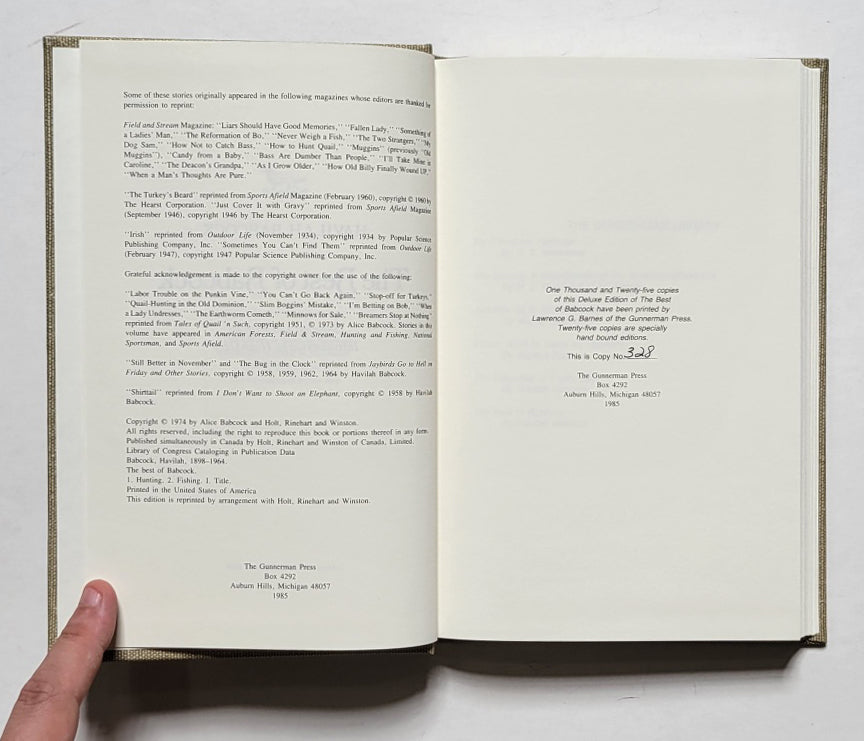 Some of these stories originally appeared in the following magazines whose editors are thanked for
permission to reprint:
Field and Stream Magazine: "Liars Should Have Good Memories," "Fallen Lady," "Something of
a Ladies' Man," "The Reformation of Bo," "Never Weigh a Fish," "The Two Strangers," "My
Dog Sam," "How Not to Catch Bass," "How to Hunt Quail," "Muggins" (previously "Old
Muggins"), "Candy from a Baby," "Bass Are Dumber Than People," "I'll Take Mine in
Caroline," "The Deacon's Grandpa," "As I Grow Older," "How Old Billy Finally Wound Up,"
"When a Man's Thoughts Are Pure."
"The Turkey's Beard" reprinted from Sports Afield Magazine (February 1960), copyright © 1960 by
The Hearst Corporation. "Just Cover It with Gravy" reprinted from Sports Afield Magazine
(September 1946), copyright 1946 by The Hearst Corporation.
"Irish" reprinted from Outdoor Life (November 1934), copyright 1934 by Popular Science
Publishing Company, Inc. "Sometimes You Can't Find Them" reprinted from Outdoor Life
(February 1947), copyright 1947 Popular Science Publishing Company, Inc.
Grateful acknowledgement is made to the copyright owner for the use of the following:
"Labor Trouble on the Punkin Vine," "You Can't Go Back Again," "Stop-off for Turkeys,"
"Quail-Hunting in the Old Dominion," "Slim Boggins' Mistake," "I'm Betting on Bob," "When
a Lady Undresses," "The Earthworm Cometh," "Minnows for Sale," "Breamers Stop at Nothing"
reprinted from Tales of Quail 'n Such, copyright 1951, © 1973 by Alice Babcock. Stories in the
volume have appeared in American Forests, Field & Stream, Hunting and Fishing, National
Sportsman, and Sports Afield.
"Still Better in November" and "The Bug in the Clock" reprinted from Jaybirds Go to Hell on
Friday and Other Stories, copyright © 1958, 1959, 1962, 1964 by Havilah Babcock.
"Shirttail" reprinted from I Don't Want to Shoot an Elephant, copyright © 1958 by Havilah
Babcock.
Copyright © 1974 by Alice Babcock and Holt, Rinehart and Winston.
All rights reserved, including the right to reproduce this book or portions thereof in any form.
Published simultaneously in Canada by Holt, Rinehart and Winston of Canada, Limited.
Library of Congress Cataloging in Publication Data
Babcock, Havilah, 1898-1964.
The best of Babcock.
1. Hunting. 2. Fishing. 1. Title.
Printed in the United States of America
This edition is reprinted by arrangement with Holt, Rinehart and Winston.
The Gunnerman Press
Box 4292
Auburn Hills, Michigan 48057
1985
One Thousand and Twenty-five copies
of this Deluxe Edition of The Best
of Babcock have been printed by
Lawrence G. Barnes of the Gunnerman Press.
Twenty-five copies are specially
hand bound editions.
This is Copy No. 328
The Gunnerman Press
Box 4292
Auburn Hills, Michigan 48057
1985